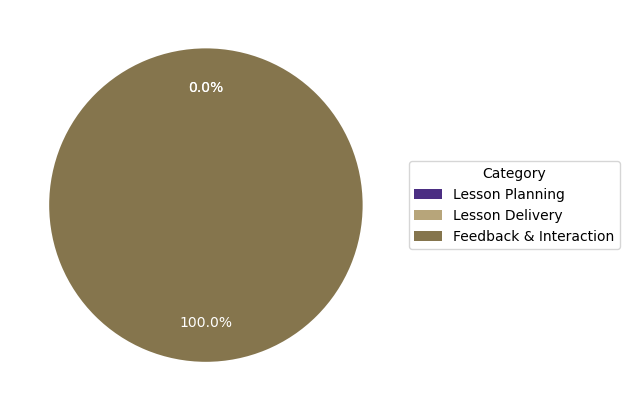 0.0%
100.0%
Category
Lesson Planning
Lesson Delivery
Feedback & Interaction